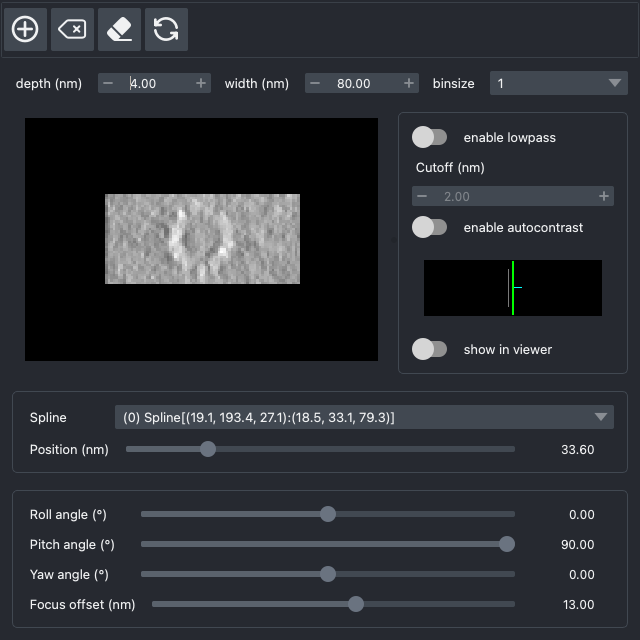 depth (nm) − 4.00 + width (nm) − 80.00 + binsize 1
enable lowpass
Cutoff (nm)
− 2.00 +
enable autocontrast
show in viewer
Spline (0) Spline[(19.1, 193.4, 27.1):(18.5, 33.1, 79.3)]
Position (nm) 33.60
Roll angle (°) 0.00
Pitch angle (°) 90.00
Yaw angle (°) 0.00
Focus offset (nm) 13.00